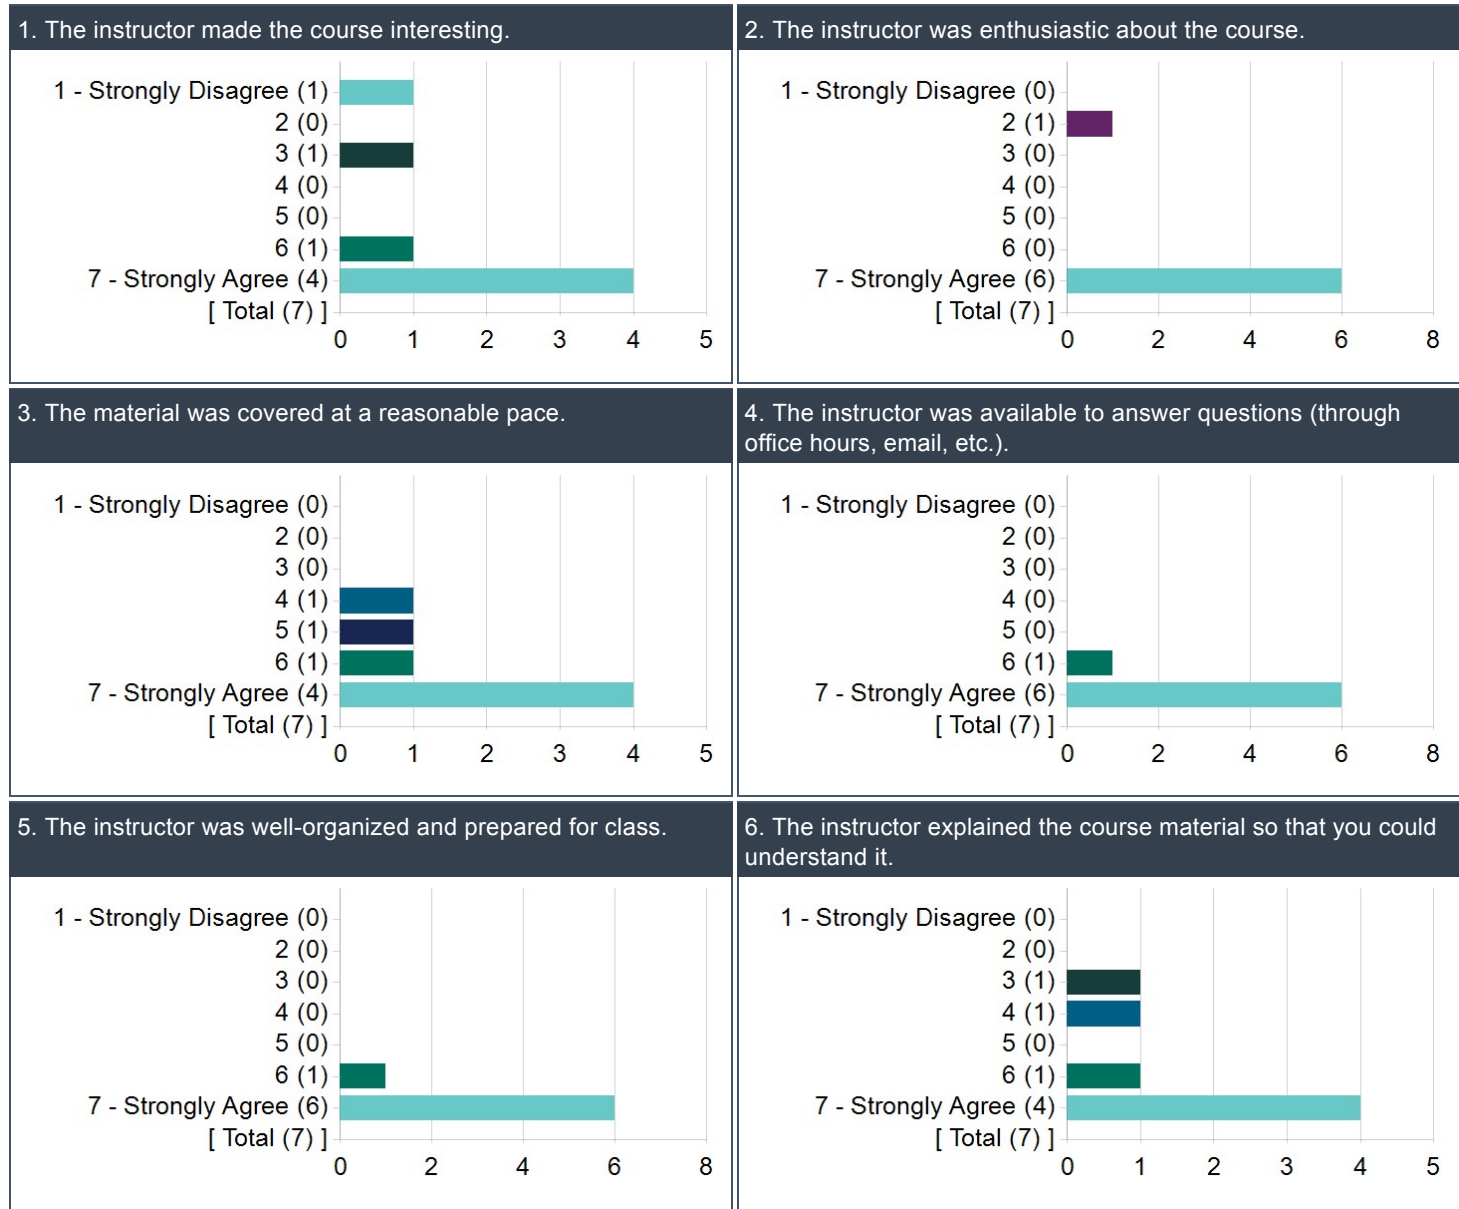 1. The instructor made the course interesting.
1 - Strongly Disagree (1)
2 (0)
3 (1)
4 (0)
5 (0)
6 (1)
7 - Strongly Agree (4)
[ Total (7) ]
0 1 2 3 4 5
2. The instructor was enthusiastic about the course.
1 - Strongly Disagree (0)
2 (1)
3 (0)
4 (0)
5 (0)
6 (0)
7 - Strongly Agree (6)
[ Total (7) ]
0 2 4 6 8
3. The material was covered at a reasonable pace.
1 - Strongly Disagree (0)
2 (0)
3 (0)
4 (1)
5 (1)
6 (1)
7 - Strongly Agree (4)
[ Total (7) ]
0 1 2 3 4 5
4. The instructor was available to answer questions (through
office hours, email, etc.).
1 - Strongly Disagree (0)
2 (0)
3 (0)
4 (0)
5 (0)
6 (1)
7 - Strongly Agree (6)
[ Total (7) ]
0 2 4 6 8
5. The instructor was well-organized and prepared for class.
1 - Strongly Disagree (0)
2 (0)
3 (0)
4 (0)
5 (0)
6 (1)
7 - Strongly Agree (6)
[ Total (7) ]
0 2 4 6 8
6. The instructor explained the course material so that you could
understand it.
1 - Strongly Disagree (0)
2 (0)
3 (1)
4 (1)
5 (0)
6 (1)
7 - Strongly Agree (4)
[ Total (7) ]
0 1 2 3 4 5